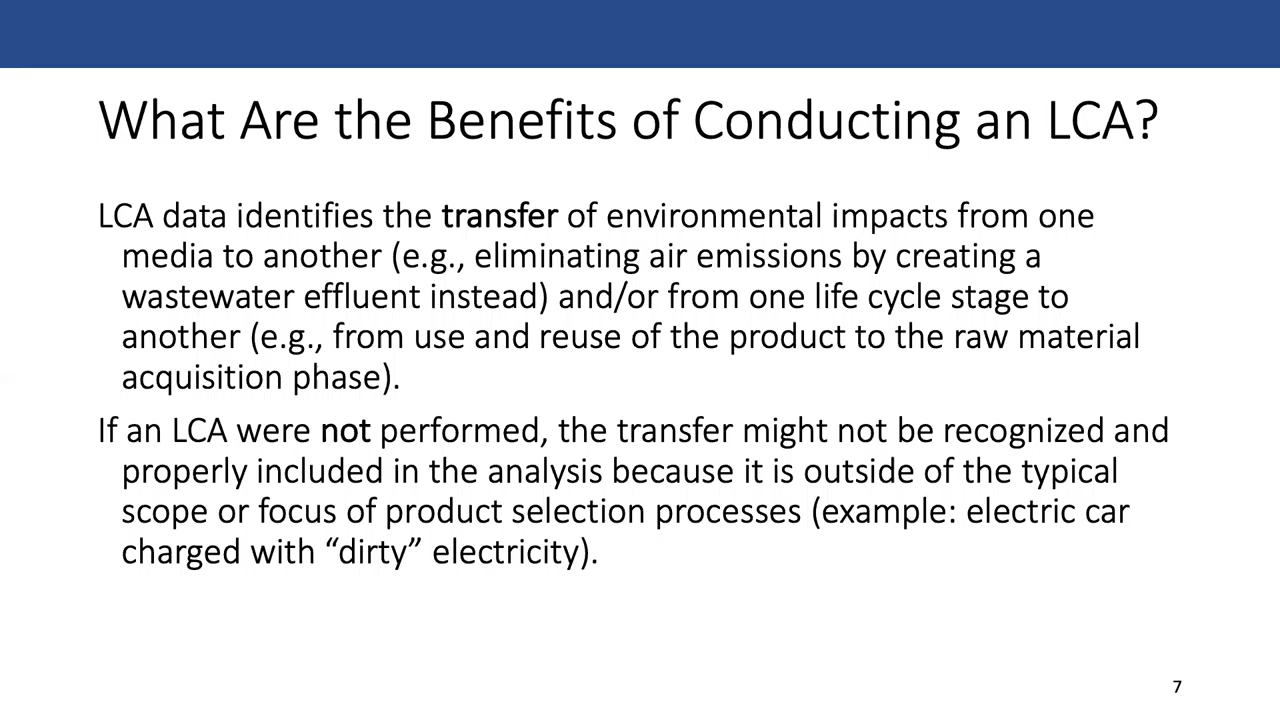 What Are the Benefits of Conducting an LCA?
LCA data identifies the transfer of environmental impacts from one
media to another (e.g., eliminating air emissions by creating a
wastewater effluent instead) and/or from one life cycle stage to
another (e.g., from use and reuse of the product to the raw material
acquisition phase).
If an LCA were not performed, the transfer might not be recognized and
properly included in the analysis because it is outside of the typical
scope or focus of product selection processes (example: electric car
charged with “dirty” electricity).
7